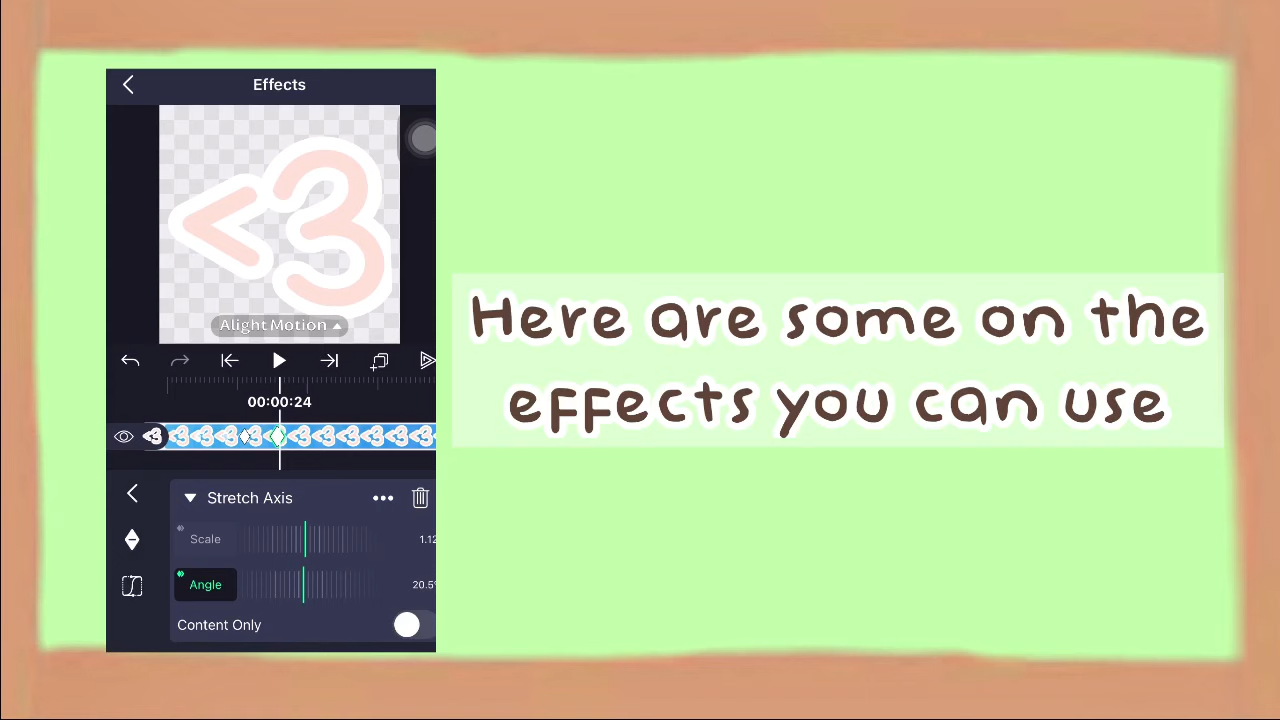 Effects
<3
Alight Motion
00:00:24
Stretch Axis
Scale
1.12
Angle
20.5°
Content Only
Here are some on the
effects you can use